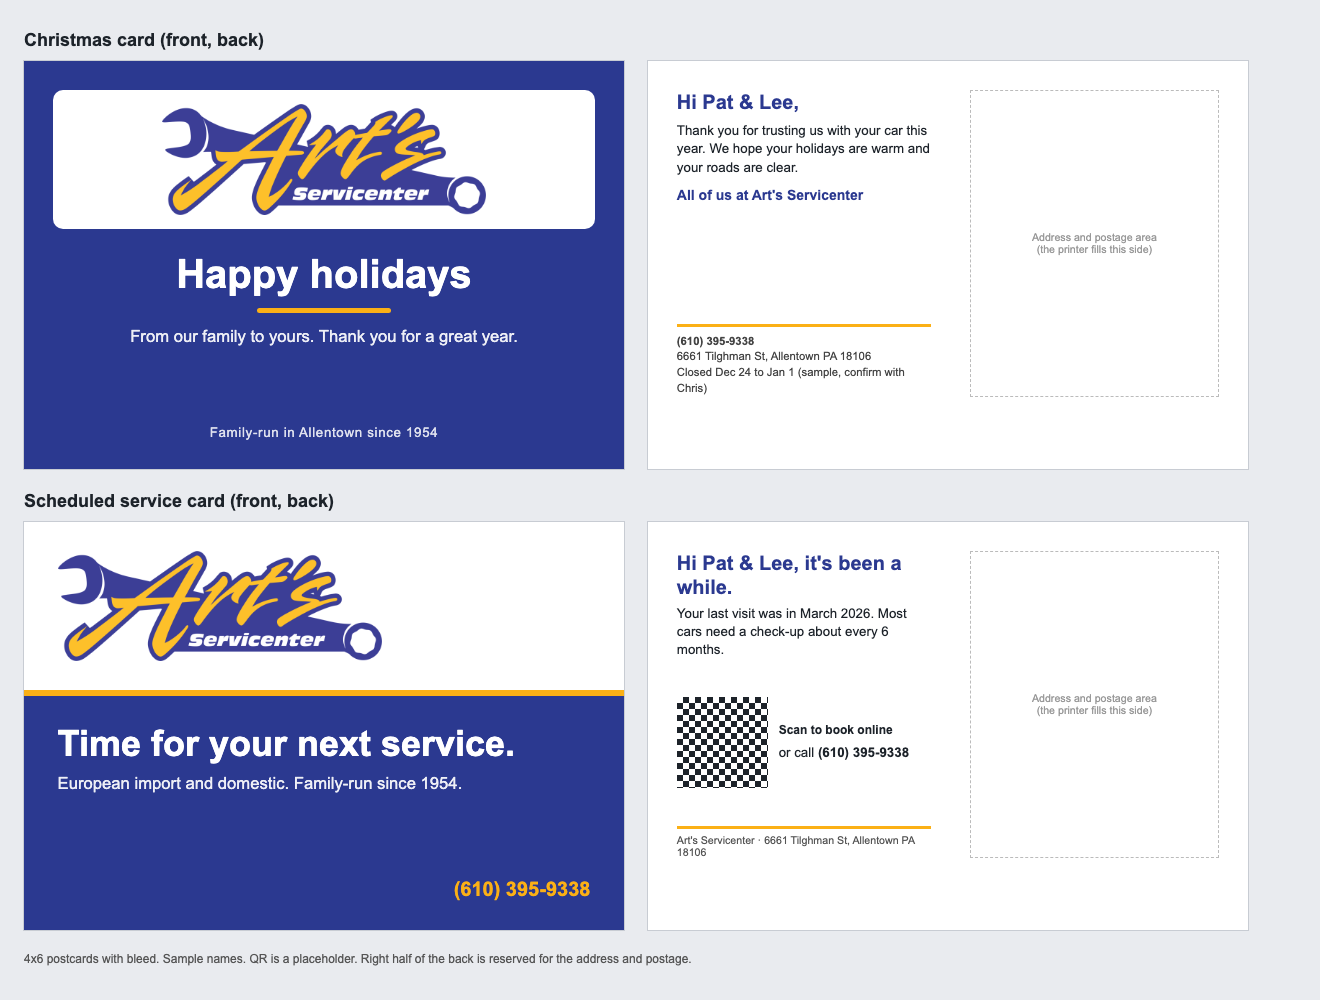 Christmas card (front, back)
Art's
Servicenter
Happy holidays
From our family to yours. Thank you for a great year.
Family-run in Allentown since 1954
Hi Pat & Lee,
Thank you for trusting us with your car this
year. We hope your holidays are warm and
your roads are clear.
All of us at Art's Servicenter
(610) 395-9338
6661 Tilghman St, Allentown PA 18106
Closed Dec 24 to Jan 1 (sample, confirm with
Chris)
Address and postage area
(the printer fills this side)
Scheduled service card (front, back)
Art's
Servicenter
Time for your next service.
European import and domestic. Family-run since 1954.
(610) 395-9338
Hi Pat & Lee, it's been a
while.
Your last visit was in March 2026. Most
cars need a check-up about every 6
months.
Scan to book online
or call (610) 395-9338
Art's Servicenter · 6661 Tilghman St, Allentown PA
18106
Address and postage area
(the printer fills this side)
4x6 postcards with bleed. Sample names. QR is a placeholder. Right half of the back is reserved for the address and postage.